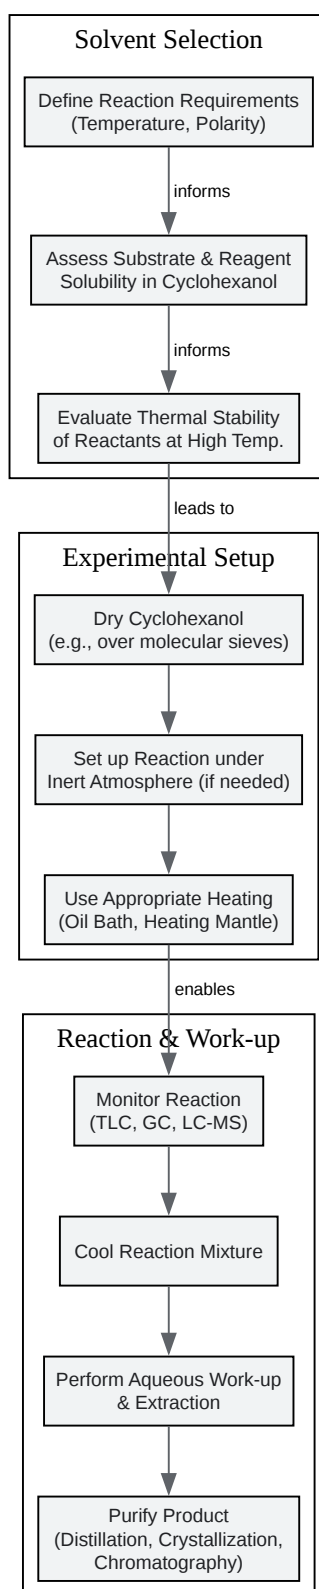 Solvent Selection
Define Reaction Requirements
(Temperature, Polarity)
informs
Assess Substrate & Reagent
Solubility in Cyclohexanol
informs
Evaluate Thermal Stability
of Reactants at High Temp.
leads to
Experimental Setup
Dry Cyclohexanol
(e.g., over molecular sieves)
Set up Reaction under
Inert Atmosphere (if needed)
Use Appropriate Heating
(Oil Bath, Heating Mantle)
enables
Reaction & Work-up
Monitor Reaction
(TLC, GC, LC-MS)
Cool Reaction Mixture
Perform Aqueous Work-up
& Extraction
Purify Product
(Distillation, Crystallization,
Chromatography)